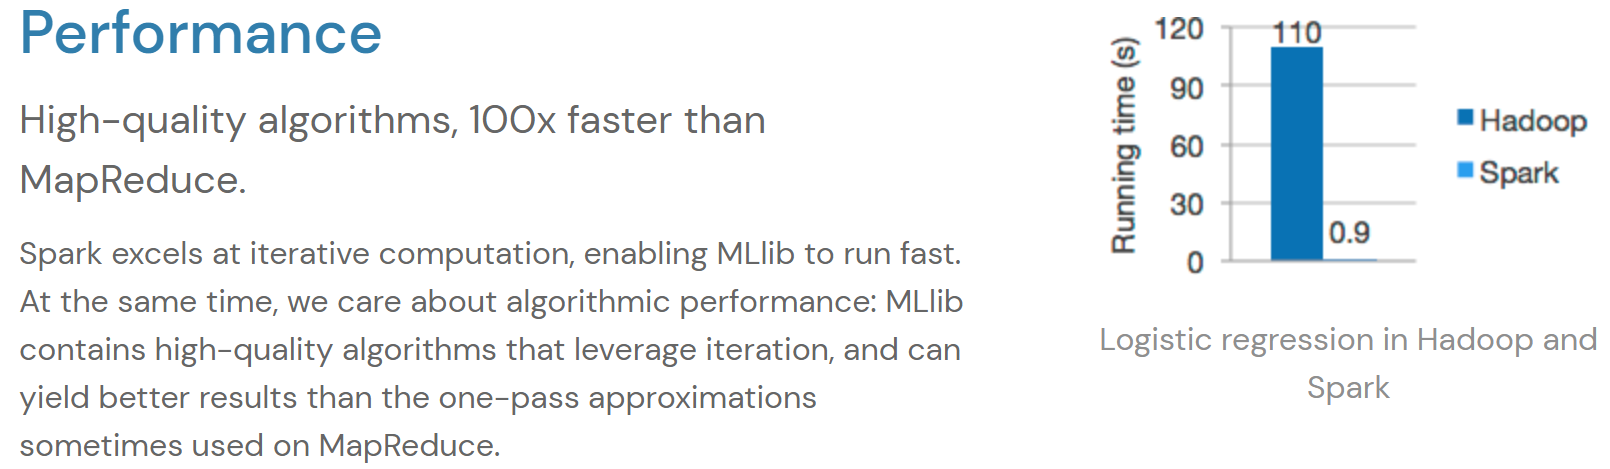 Performance
High-quality algorithms, 100x faster than
MapReduce.
Spark excels at iterative computation, enabling MLlib to run fast.
At the same time, we care about algorithmic performance: MLlib
contains high-quality algorithms that leverage iteration, and can
yield better results than the one-pass approximations
sometimes used on MapReduce.
Running time (s)
120
90
60
30
0
110
0.9
Hadoop
Spark
Logistic regression in Hadoop and
Spark